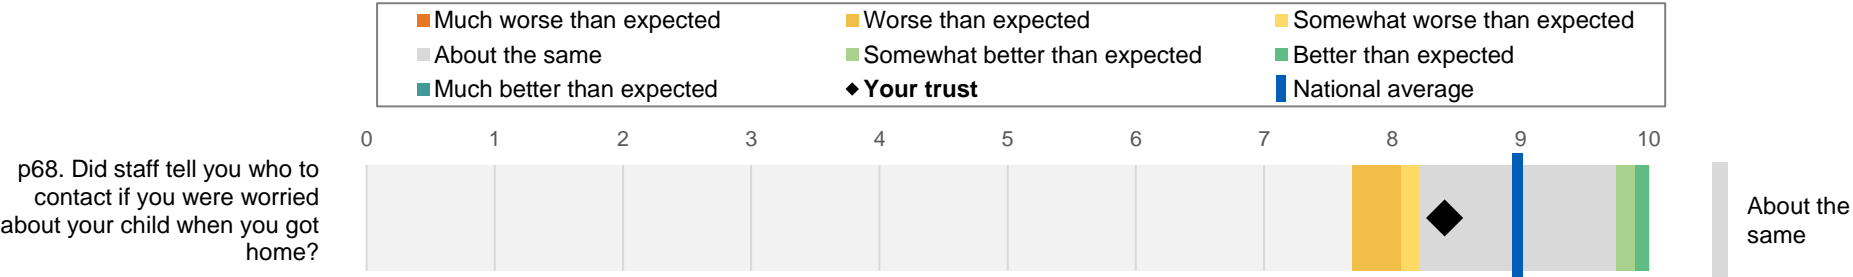 Much worse than expected Worse than expected Somewhat worse than expected
About the same Somewhat better than expected Better than expected
Much better than expected Your trust National average
0 1 2 3 4 5 6 7 8 9 10
p68. Did staff tell you who to
contact if you were worried
about your child when you got
home?
About the
same